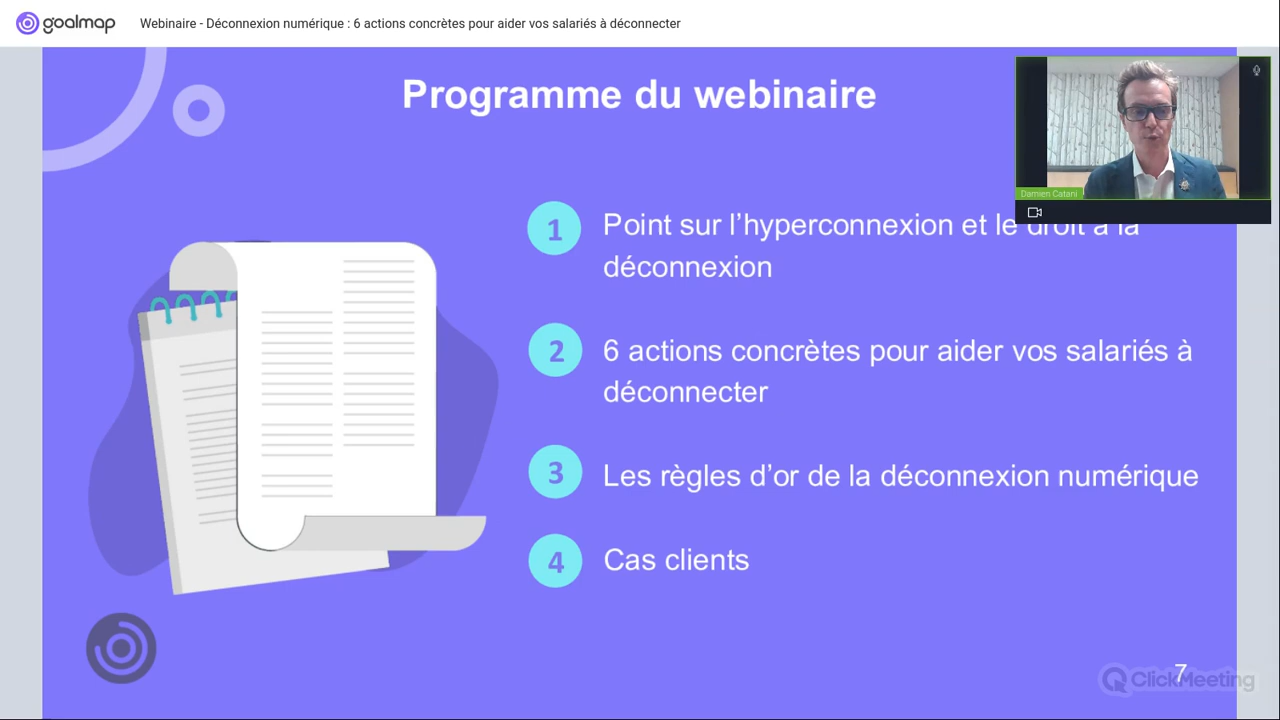 goalmap
Webinaire - Déconnexion numérique : 6 actions concrètes pour aider vos salariés à déconnecter
Programme du webinaire
Damien Catani
1
Point sur l’hyperconnexion et le droit à la
déconnexion
2
6 actions concrètes pour aider vos salariés à
déconnecter
3
Les règles d’or de la déconnexion numérique
4
Cas clients
7
ClickMeeting